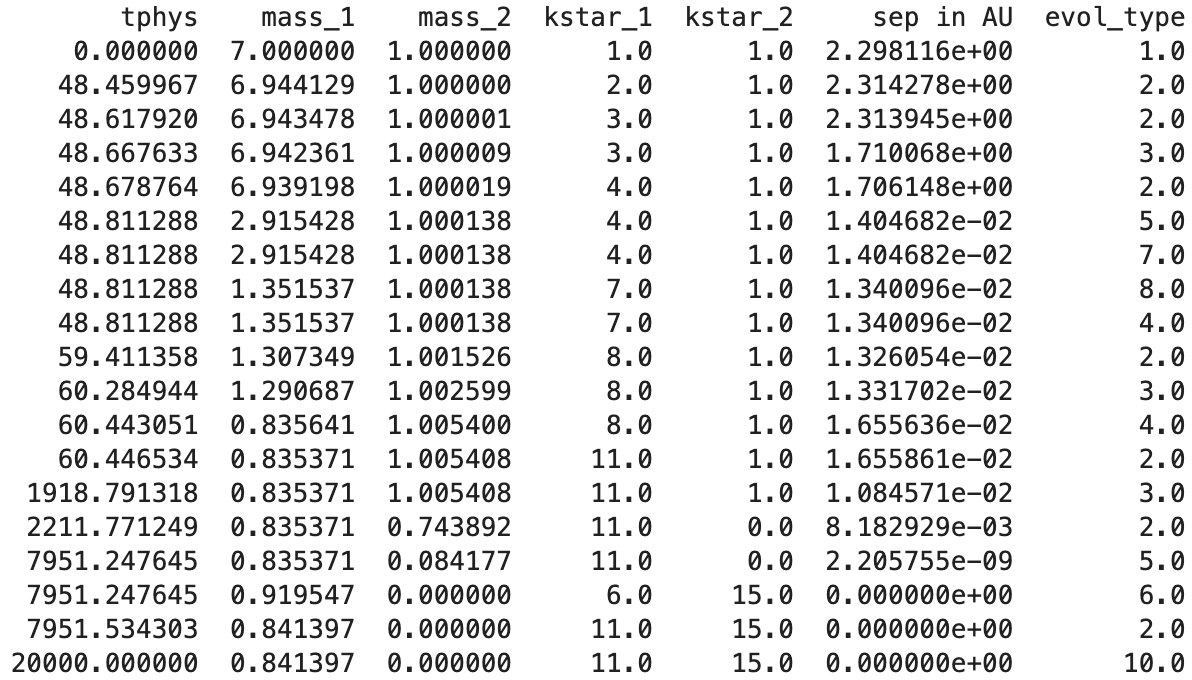 tphys mass_1 mass_2 kstar_1 kstar_2 sep in AU evol_type
0.000000 7.000000 1.000000 1.0 1.0 2.298116e+00 1.0
48.459967 6.944129 1.000000 2.0 1.0 2.314278e+00 2.0
48.617920 6.943478 1.000001 3.0 1.0 2.313945e+00 2.0
48.667633 6.942361 1.000009 3.0 1.0 1.710068e+00 3.0
48.678764 6.939198 1.000019 4.0 1.0 1.706148e+00 2.0
48.811288 2.915428 1.000138 4.0 1.0 1.404682e-02 5.0
48.811288 2.915428 1.000138 4.0 1.0 1.404682e-02 7.0
48.811288 1.351537 1.000138 7.0 1.0 1.340096e-02 8.0
48.811288 1.351537 1.000138 7.0 1.0 1.340096e-02 4.0
59.411358 1.307349 1.001526 8.0 1.0 1.326054e-02 2.0
60.284944 1.290687 1.002599 8.0 1.0 1.331702e-02 3.0
60.443051 0.835641 1.005400 8.0 1.0 1.655636e-02 4.0
60.446534 0.835371 1.005408 11.0 1.0 1.655861e-02 2.0
1918.791318 0.835371 1.005408 11.0 1.0 1.084571e-02 3.0
2211.771249 0.835371 0.743892 11.0 0.0 8.182929e-03 2.0
7951.247645 0.835371 0.084177 11.0 0.0 2.205755e-09 5.0
7951.247645 0.919547 0.000000 6.0 15.0 0.000000e+00 6.0
7951.534303 0.841397 0.000000 11.0 15.0 0.000000e+00 2.0
20000.000000 0.841397 0.000000 11.0 15.0 0.000000e+00 10.0